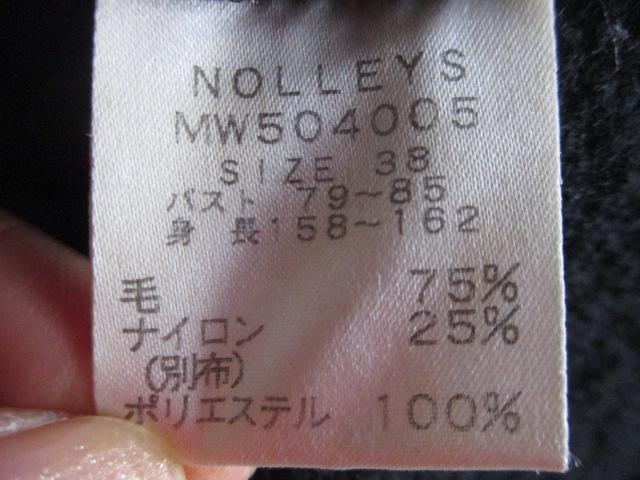 NOLLEYS
MW504005
SIZE 38
バスト 79~85
身長158~162
毛 75%
ナイロン 25%
(別布)
ポリエステル 100%